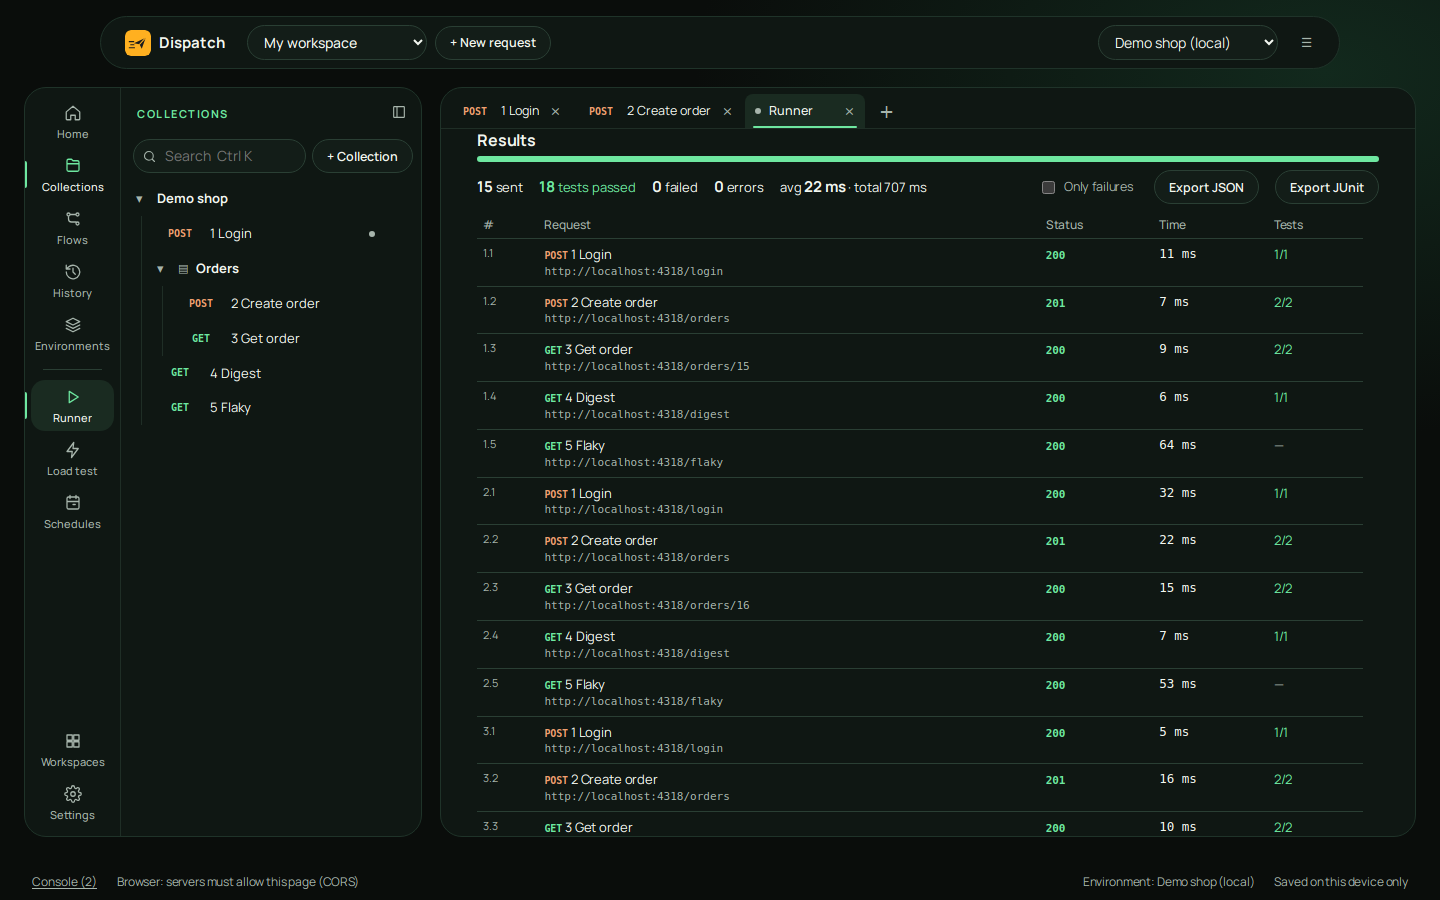 Dispatch
My workspace
+ New request
Demo shop (local)
Home
Collections
Flows
History
Environments
Runner
Load test
Schedules
Workspaces
Settings
COLLECTIONS
Search Ctrl K
+ Collection
Demo shop
POST 1 Login
Orders
POST 2 Create order
GET 3 Get order
GET 4 Digest
GET 5 Flaky
POST 1 Login ×
POST 2 Create order ×
Runner ×
+
Results
15 sent 18 tests passed 0 failed 0 errors avg 22 ms · total 707 ms
Only failures
Export JSON
Export JUnit
# Request Status Time Tests
1.1 POST 1 Login 200 11 ms 1/1
http://localhost:4318/login
1.2 POST 2 Create order 201 7 ms 2/2
http://localhost:4318/orders
1.3 GET 3 Get order 200 9 ms 2/2
http://localhost:4318/orders/15
1.4 GET 4 Digest 200 6 ms 1/1
http://localhost:4318/digest
1.5 GET 5 Flaky 200 64 ms —
http://localhost:4318/flaky
2.1 POST 1 Login 200 32 ms 1/1
http://localhost:4318/login
2.2 POST 2 Create order 201 22 ms 2/2
http://localhost:4318/orders
2.3 GET 3 Get order 200 15 ms 2/2
http://localhost:4318/orders/16
2.4 GET 4 Digest 200 7 ms 1/1
http://localhost:4318/digest
2.5 GET 5 Flaky 200 53 ms —
http://localhost:4318/flaky
3.1 POST 1 Login 200 5 ms 1/1
http://localhost:4318/login
3.2 POST 2 Create order 201 16 ms 2/2
http://localhost:4318/orders
3.3 GET 3 Get order 200 10 ms 2/2
Console (2)
Browser: servers must allow this page (CORS)
Environment: Demo shop (local)
Saved on this device only